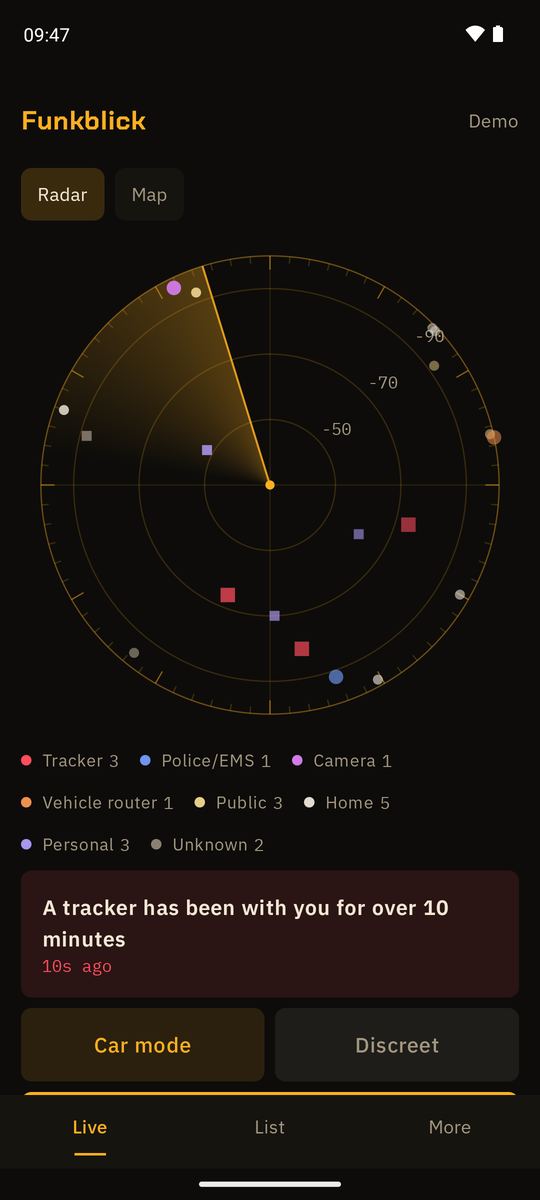 09:47
Funkblick
Demo
Radar
Map
-90
-70
-50
Tracker 3
Police/EMS 1
Camera 1
Vehicle router 1
Public 3
Home 5
Personal 3
Unknown 2
A tracker has been with you for over 10
minutes
10s ago
Car mode
Discreet
Live
List
More